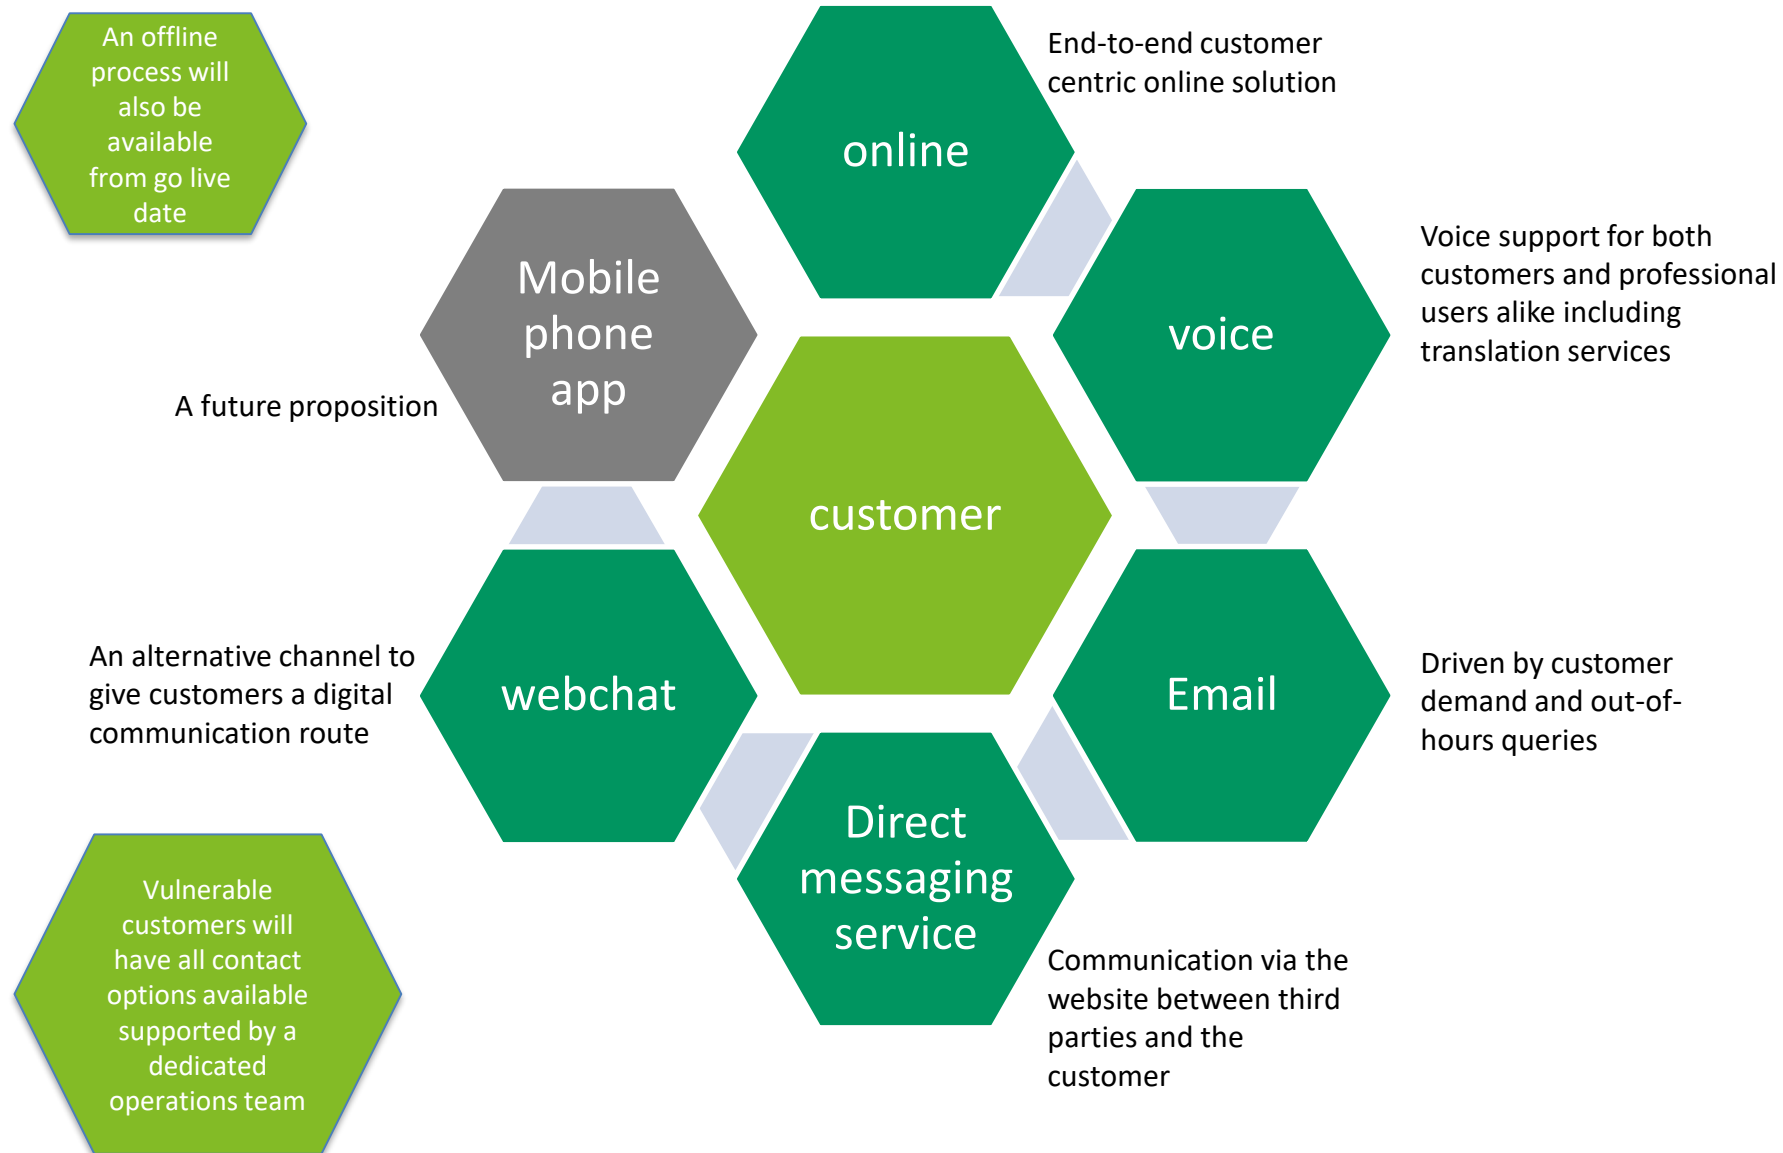 An offline
process will
also be
available
from go live
date
online
End-to-end customer
centric online solution
Mobile
phone
app
A future proposition
voice
Voice support for both
customers and professional
users alike including
translation services
customer
webchat
An alternative channel to
give customers a digital
communication route
Email
Driven by customer
demand and out-of-
hours queries
Direct
messaging
service
Communication via the
website between third
parties and the
customer
Vulnerable
customers will
have all contact
options available
supported by a
dedicated
operations team